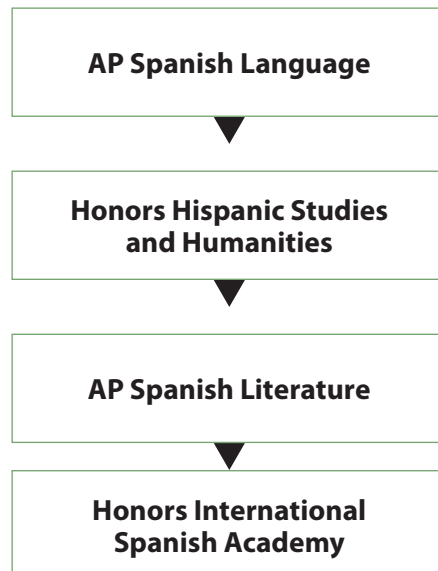 AP Spanish Language
Honors Hispanic Studies
and Humanities
AP Spanish Literature
Honors International
Spanish Academy